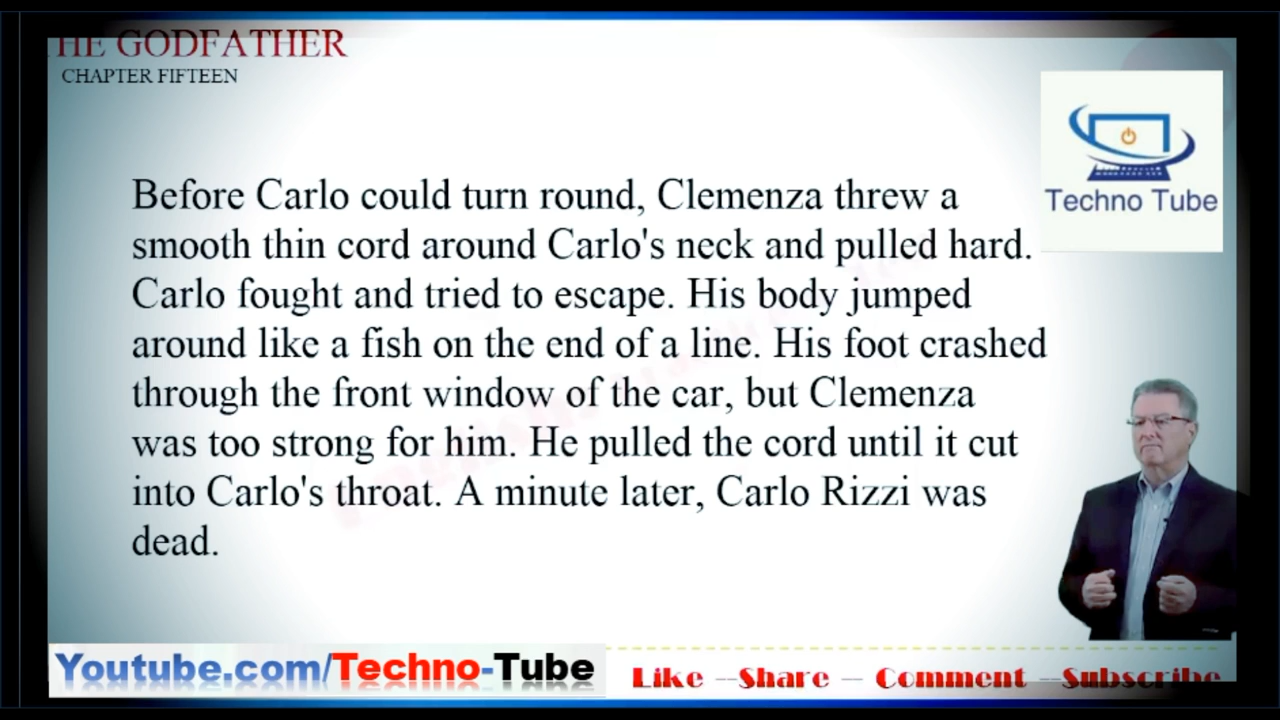 THE GODFATHER
CHAPTER FIFTEEN
Techno Tube
Before Carlo could turn round, Clemenza threw a
smooth thin cord around Carlo's neck and pulled hard.
Carlo fought and tried to escape. His body jumped
around like a fish on the end of a line. His foot crashed
through the front window of the car, but Clemenza
was too strong for him. He pulled the cord until it cut
into Carlo's throat. A minute later, Carlo Rizzi was
dead.
Youtube.com/Techno-Tube
Like – Share – Comment – Subscribe